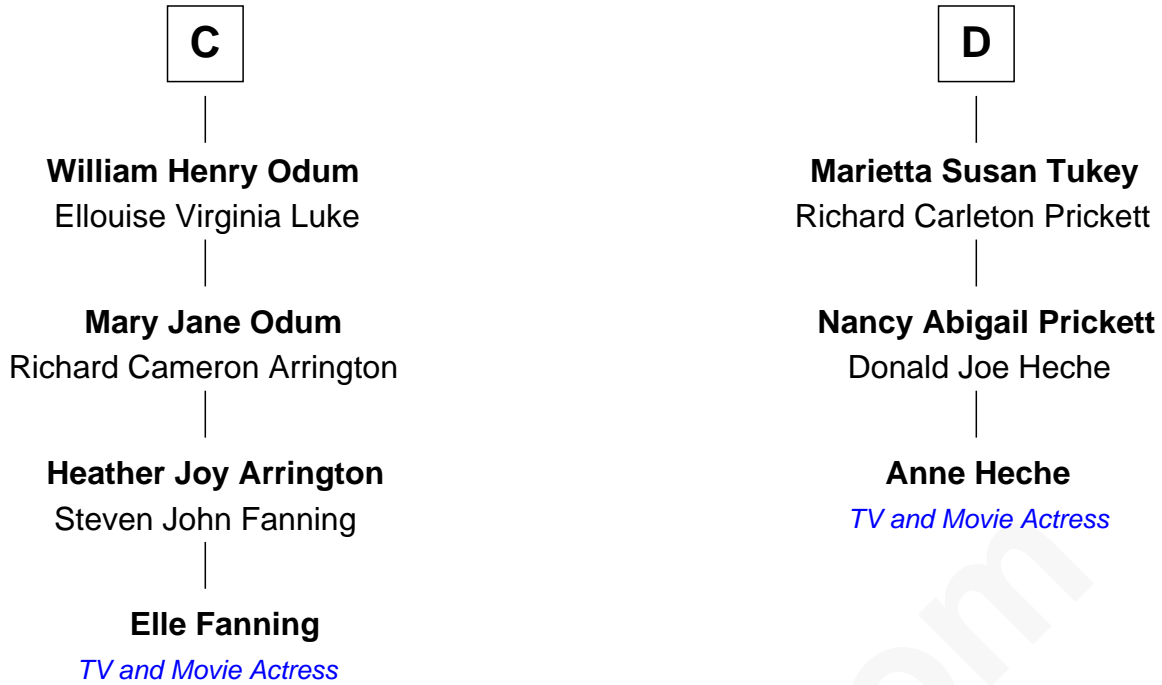 C
William Henry Odum
Ellouise Virginia Luke
Mary Jane Odum
Richard Cameron Arrington
Heather Joy Arrington
Steven John Fanning
Elle Fanning
TV and Movie Actress
D
Marietta Susan Tukey
Richard Carleton Prickett
Nancy Abigail Prickett
Donald Joe Heche
Anne Heche
TV and Movie Actress
om